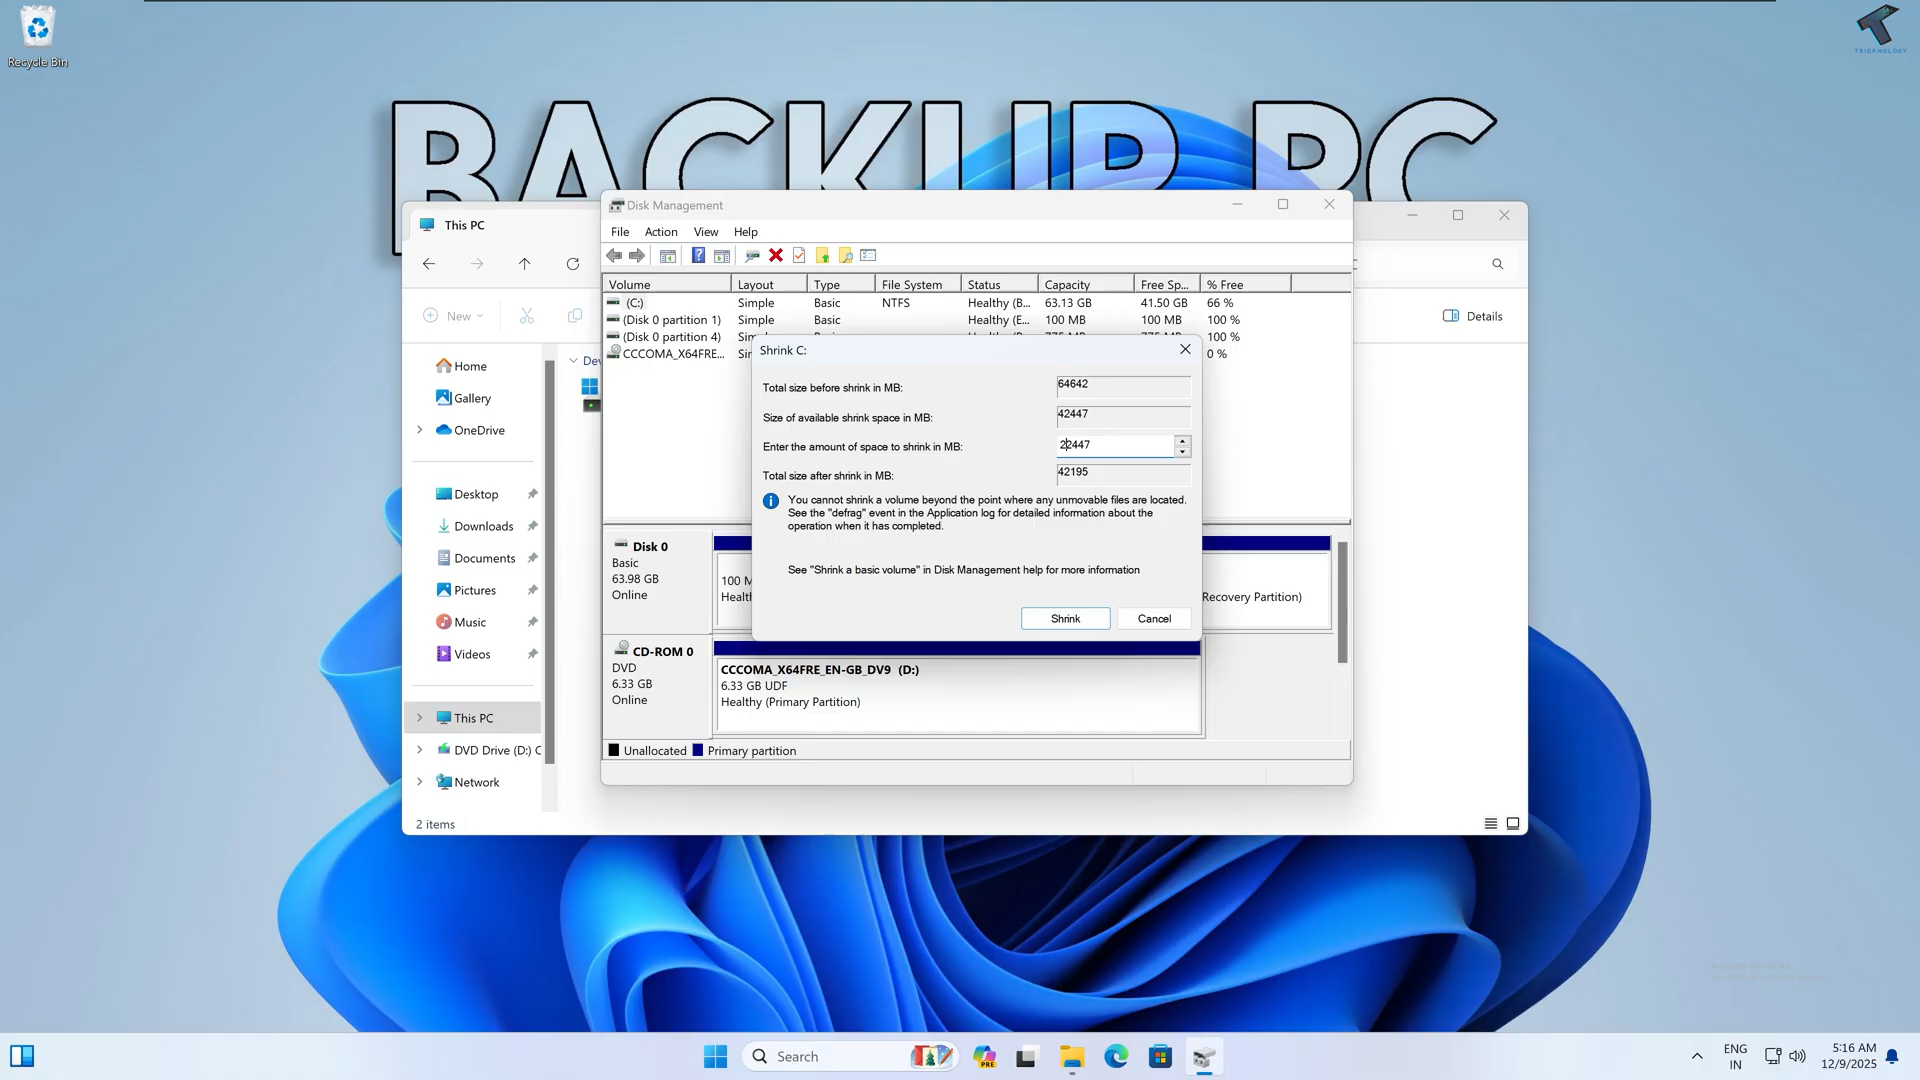 Recycle Bin
TRICKNOLOGY
BACKUP PC
This PC
New
Details
Home
Gallery
OneDrive
Desktop
Downloads
Documents
Pictures
Music
Videos
This PC
DVD Drive (D:) C
Network
2 items
Dev
Disk Management
File Action View Help
Volume Layout Type File System Status Capacity Free Sp... % Free
(C:) Simple Basic NTFS Healthy (B... 63.13 GB 41.50 GB 66 %
(Disk 0 partition 1) Simple Basic Healthy (E... 100 MB 100 MB 100 %
(Disk 0 partition 4) 100 %
CCCOMA_X64FRE... 0 %
Shrink C:
Total size before shrink in MB: 64642
Size of available shrink space in MB: 42447
Enter the amount of space to shrink in MB: 22447
Total size after shrink in MB: 42195
You cannot shrink a volume beyond the point where any unmovable files are located.
See the "defrag" event in the Application log for detailed information about the
operation when it has completed.
See "Shrink a basic volume" in Disk Management help for more information
Shrink Cancel
Disk 0
Basic
63.98 GB
Online
100 M
Healt
Recovery Partition)
CD-ROM 0
DVD
6.33 GB
Online
CCCOMA_X64FRE_EN-GB_DV9 (D:)
6.33 GB UDF
Healthy (Primary Partition)
Unallocated Primary partition
Activate Windows
Search
PRE
ENG
IN
5:16 AM
12/9/2025